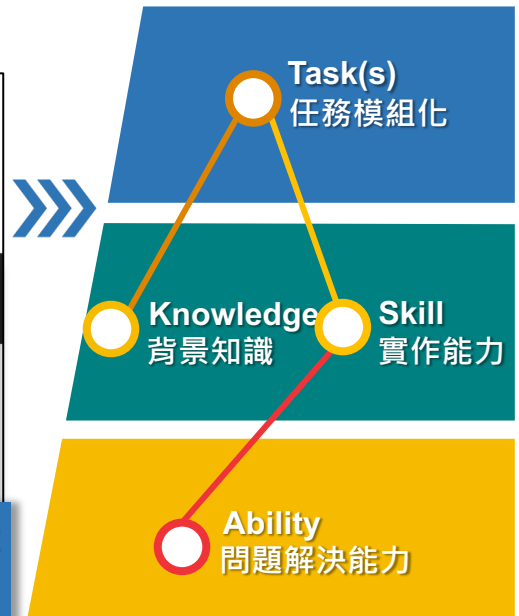 Task(s)
任務模組化
Knowledge
背景知識
Skill
實作能力
Ability
問題解決能力